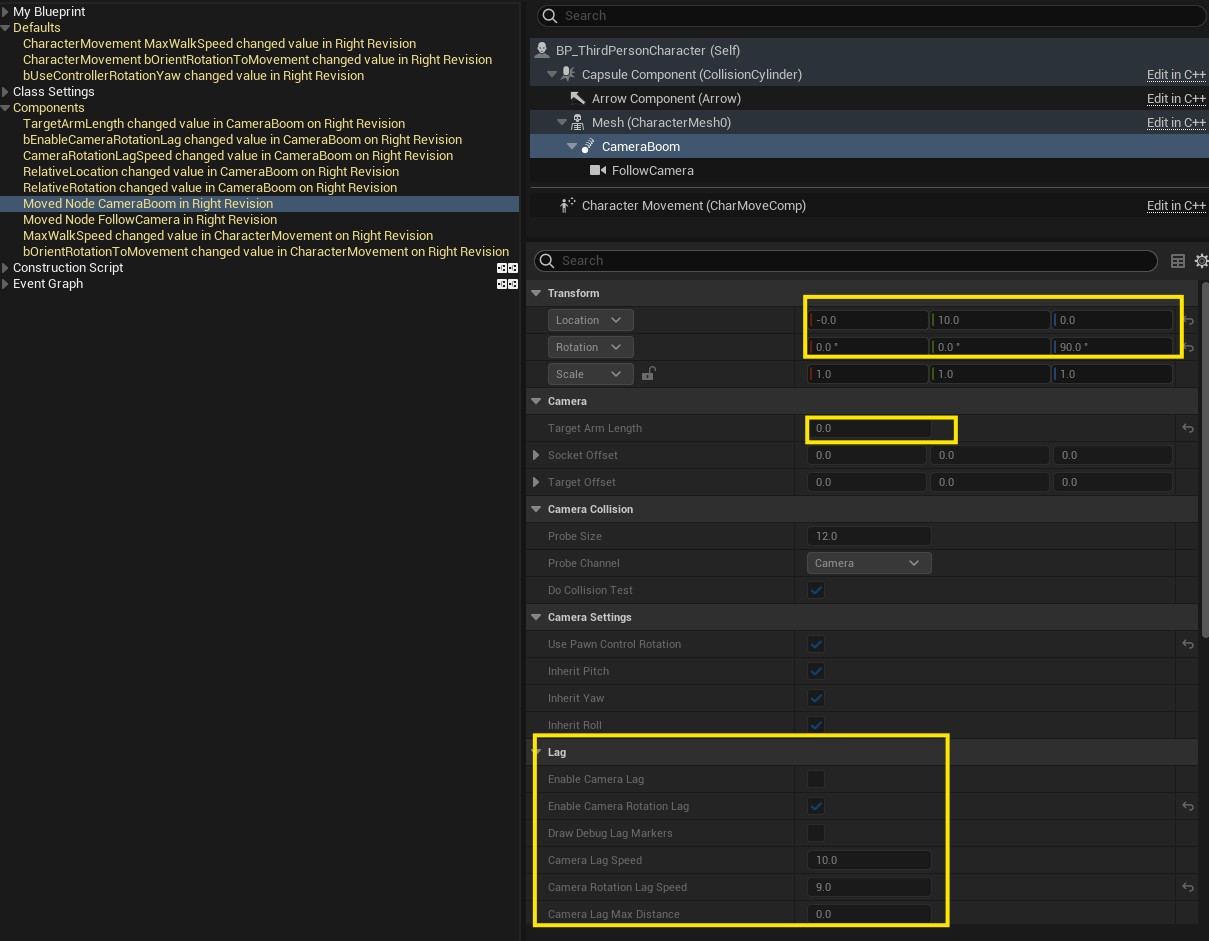 My Blueprint
Defaults
CharacterMovement MaxWalkSpeed changed value in Right Revision
CharacterMovement bOrientRotationToMovement changed value in Right Revision
bUseControllerRotationYaw changed value in Right Revision
Class Settings
Components
TargetArmLength changed value in CameraBoom on Right Revision
bEnableCameraRotationLag changed value in CameraBoom on Right Revision
CameraRotationLagSpeed changed value in CameraBoom on Right Revision
RelativeLocation changed value in CameraBoom on Right Revision
RelativeRotation changed value in CameraBoom on Right Revision
Moved Node CameraBoom in Right Revision
Moved Node FollowCamera in Right Revision
MaxWalkSpeed changed value in CharacterMovement on Right Revision
bOrientRotationToMovement changed value in CharacterMovement on Right Revision
Construction Script
Event Graph
Search
BP_ThirdPersonCharacter (Self)
Capsule Component (CollisionCylinder) Edit in C++
Arrow Component (Arrow) Edit in C++
Mesh (CharacterMesh0) Edit in C++
CameraBoom
FollowCamera
Character Movement (CharMoveComp) Edit in C++
Search
Transform
Location -0.0 10.0 0.0
Rotation 0.0 ° 0.0 ° 90.0 °
Scale 1.0 1.0 1.0
Camera
Target Arm Length 0.0
Socket Offset 0.0 0.0 0.0
Target Offset 0.0 0.0 0.0
Camera Collision
Probe Size 12.0
Probe Channel Camera
Do Collision Test
Camera Settings
Use Pawn Control Rotation
Inherit Pitch
Inherit Yaw
Inherit Roll
Lag
Enable Camera Lag
Enable Camera Rotation Lag
Draw Debug Lag Markers
Camera Lag Speed 10.0
Camera Rotation Lag Speed 9.0
Camera Lag Max Distance 0.0